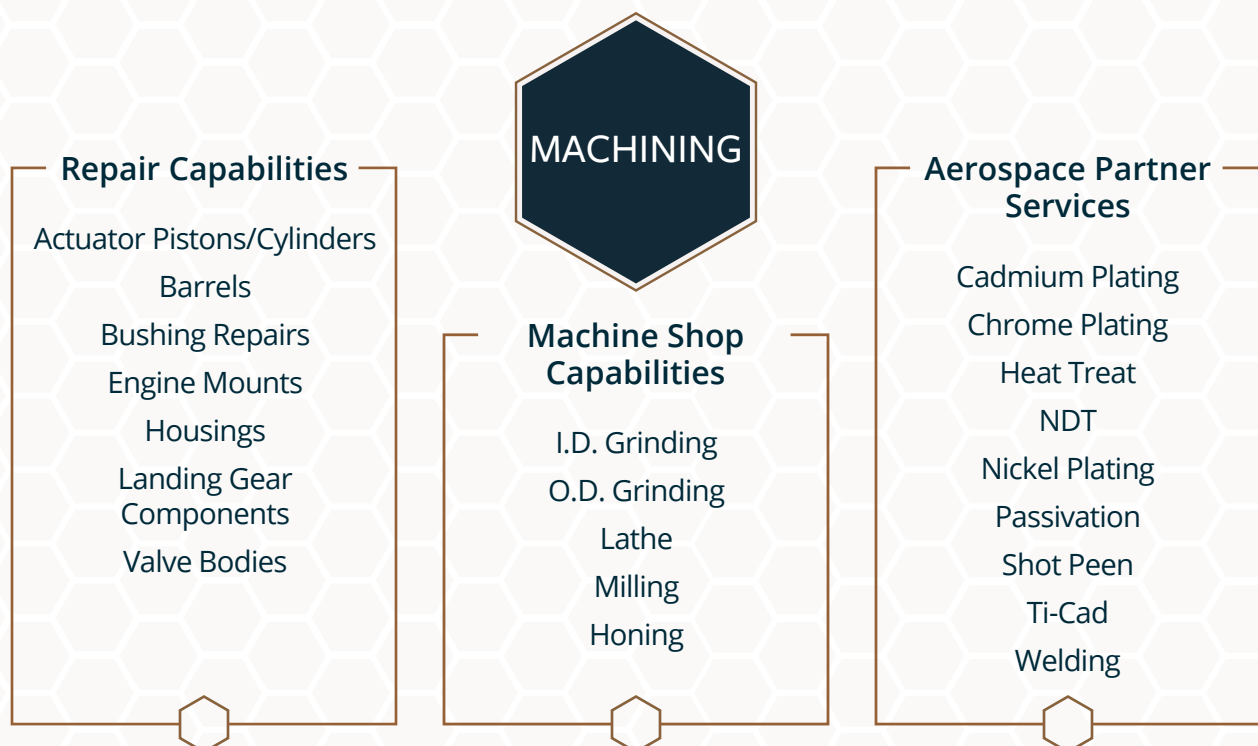 MACHINING
Repair Capabilities
Actuator Pistons/Cylinders
Barrels
Bushing Repairs
Engine Mounts
Housings
Landing Gear
Components
Valve Bodies
Machine Shop
Capabilities
I.D. Grinding
O.D. Grinding
Lathe
Milling
Honing
Aerospace Partner
Services
Cadmium Plating
Chrome Plating
Heat Treat
NDT
Nickel Plating
Passivation
Shot Peen
Ti-Cad
Welding